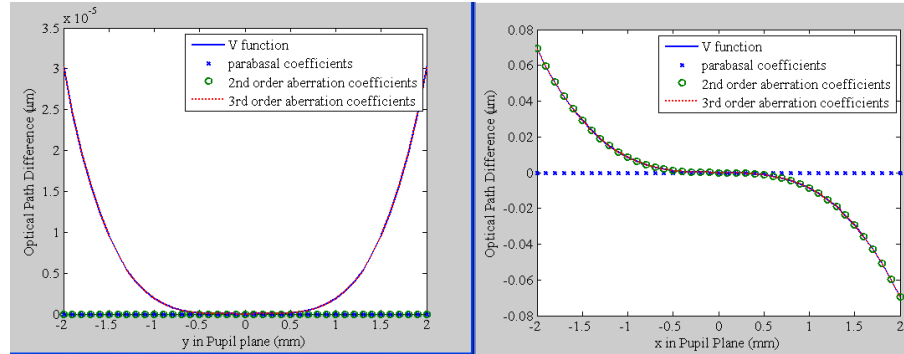 x 10^-5
3.5
3
2.5
2
1.5
1
0.5
0
-2 -1.5 -1 -0.5 0 0.5 1 1.5 2
Optical Path Difference (μm)
y in Pupil plane (mm)
V function
parabasal coefficients
2nd order aberration coefficients
3rd order aberration coefficients
0.08
0.06
0.04
0.02
0
-0.02
-0.04
-0.06
-0.08
-2 -1.5 -1 -0.5 0 0.5 1 1.5 2
Optical Path Difference (μm)
x in Pupil Plane (mm)
V function
parabasal coefficients
2nd order aberration coefficients
3rd order aberration coefficients